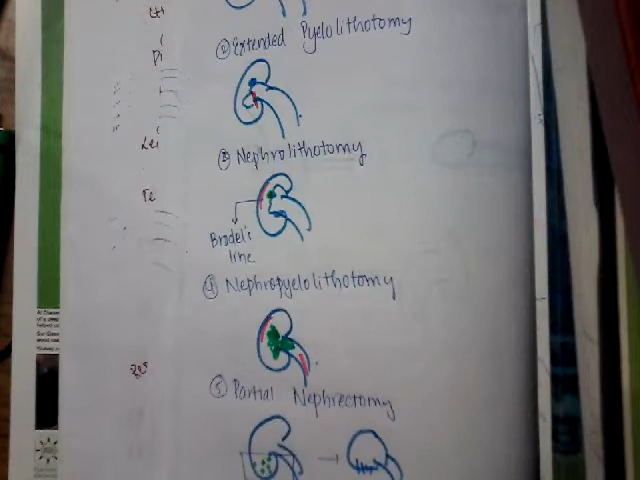 ② Extended Pyelolithotomy
③ Nephrolithotomy
Brodel's
line
④ Nephropyelolithotomy
⑤ Partial Nephrectomy